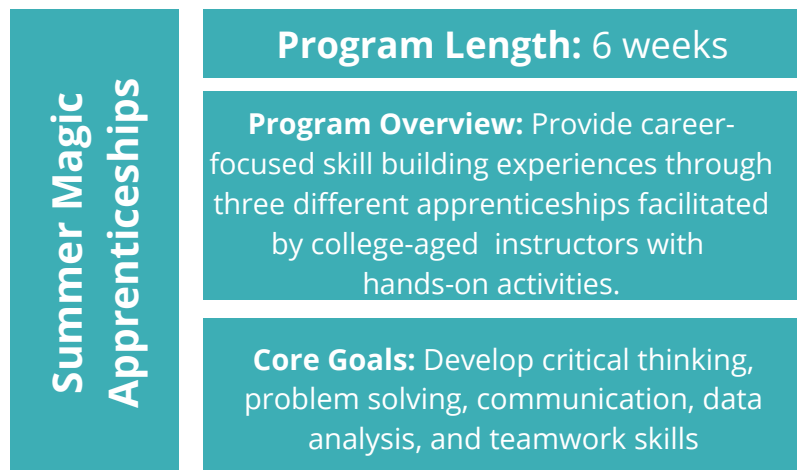 Summer Magic
Apprenticeships
Program Length: 6 weeks
Program Overview: Provide career-
focused skill building experiences through
three different apprenticeships facilitated
by college-aged instructors with
hands-on activities.
Core Goals: Develop critical thinking,
problem solving, communication, data
analysis, and teamwork skills